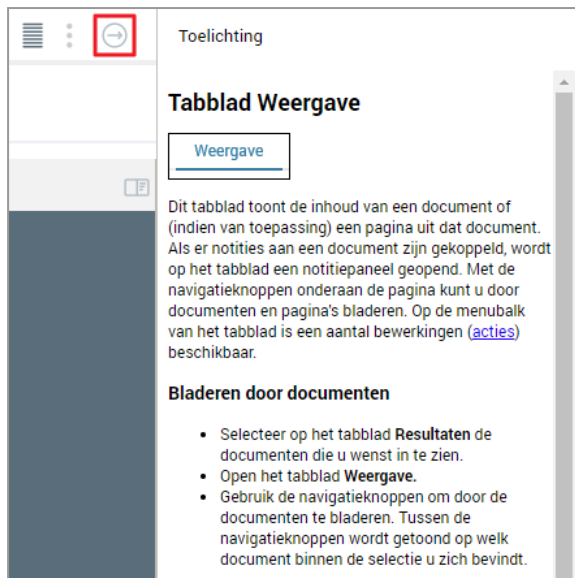 Toelichting
Tabblad Weergave
Weergave
Dit tabblad toont de inhoud van een document of
(indien van toepassing) een pagina uit dat document.
Als er notities aan een document zijn gekoppeld, wordt
op het tabblad een notitiepaneel geopend. Met de
navigatieknoppen onderaan de pagina kunt u door
documenten en pagina's bladeren. Op de menubalk
van het tabblad is een aantal bewerkingen (acties)
beschikbaar.
Bladeren door documenten
• Selecteer op het tabblad Resultaten de
documenten die u wenst in te zien.
• Open het tabblad Weergave.
• Gebruik de navigatieknoppen om door de
documenten te bladeren. Tussen de
navigatieknoppen wordt getoond op welk
document binnen de selectie u zich bevindt.